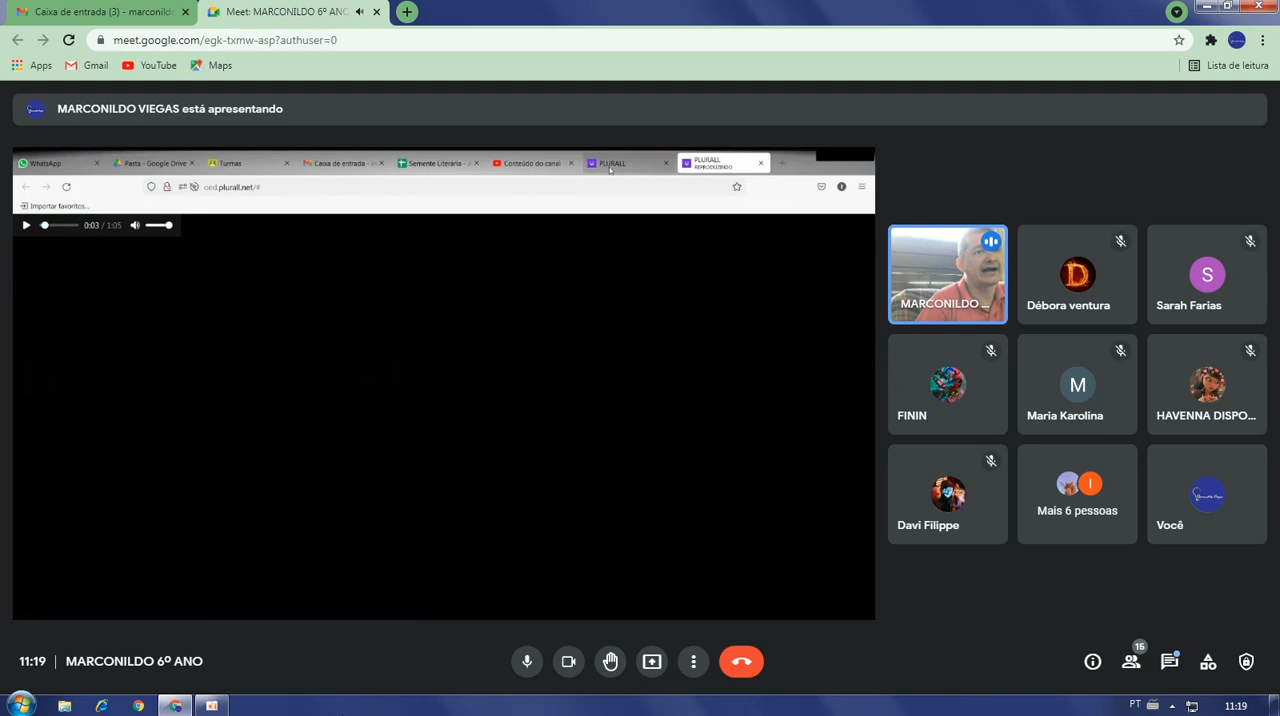 Caixa de entrada (3) - marconild
Meet: MARCONILDO 6º ANO
meet.google.com/egk-txmw-asp?authuser=0
Apps
Gmail
YouTube
Maps
Lista de leitura
MARCONILDO VIEGAS está apresentando
WhatsApp
Pasta - Google Drive
Turmas
Caixa de entrada -
Semente Literária -
Conteúdo do canal
PLURALL
PLURALL
REPRODUZINDO
oed.plurall.net/#
Importar favoritos...
0:03 / 1:05
MARCONILDO ...
Débora ventura
S
Sarah Farias
FININ
M
Maria Karolina
HAVENNA DISPO...
Davi Filippe
I
Mais 6 pessoas
Você
11:19
MARCONILDO 6º ANO
15
PT
11:19